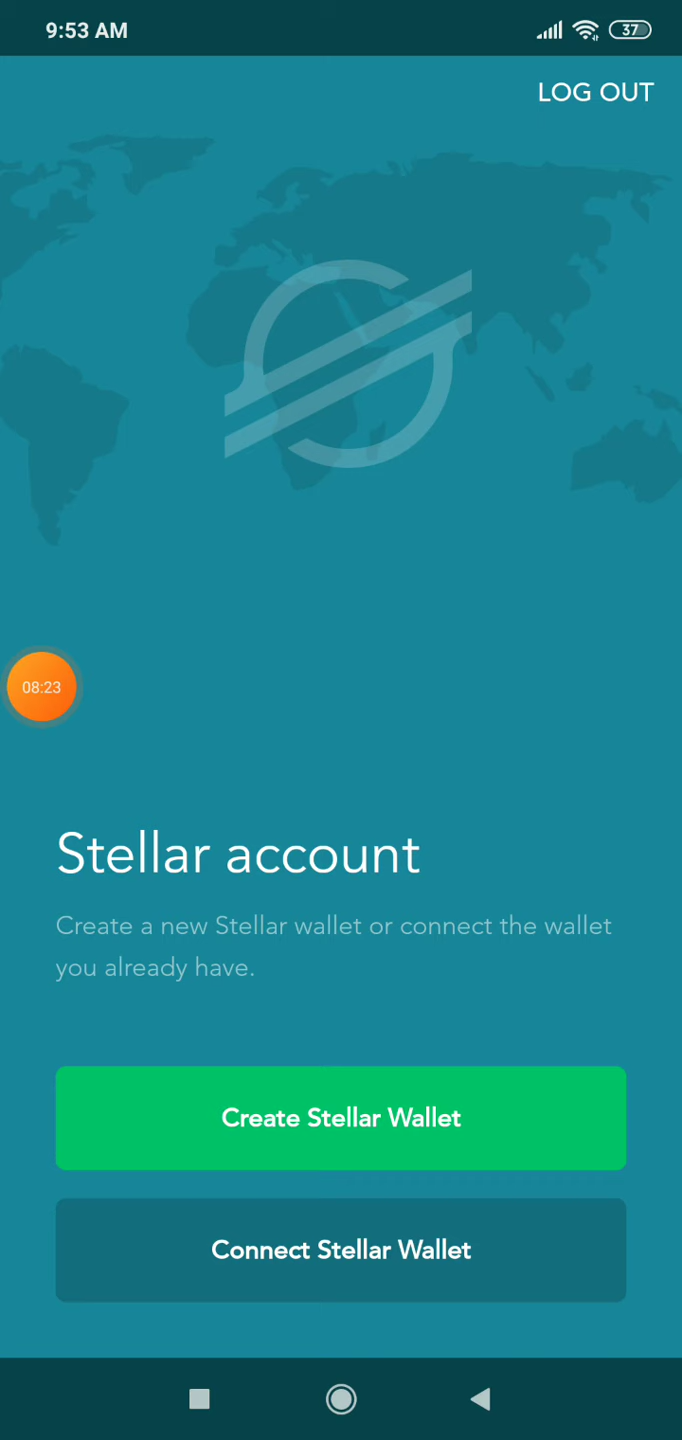 9:53 AM
37
LOG OUT
08:23
Stellar account
Create a new Stellar wallet or connect the wallet
you already have.
Create Stellar Wallet
Connect Stellar Wallet